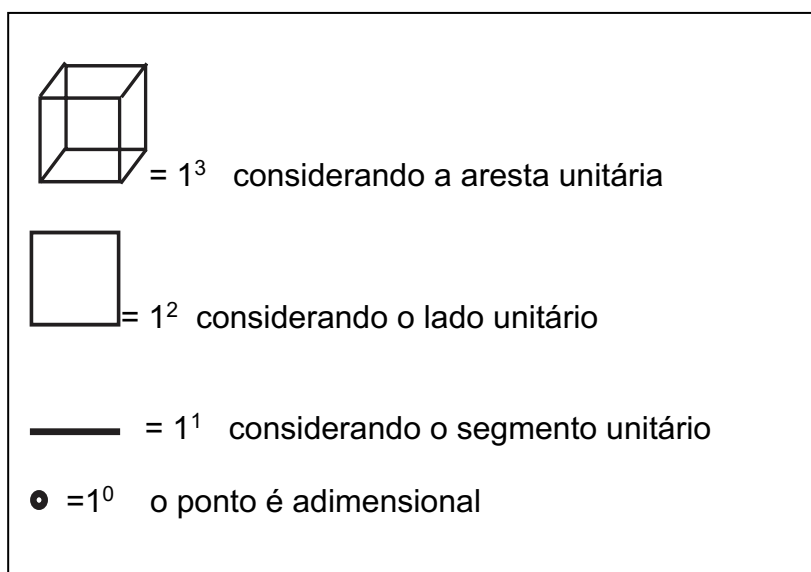 = 1³ considerando a aresta unitária
= 1² considerando o lado unitário
= 1¹ considerando o segmento unitário
=1⁰ o ponto é adimensional